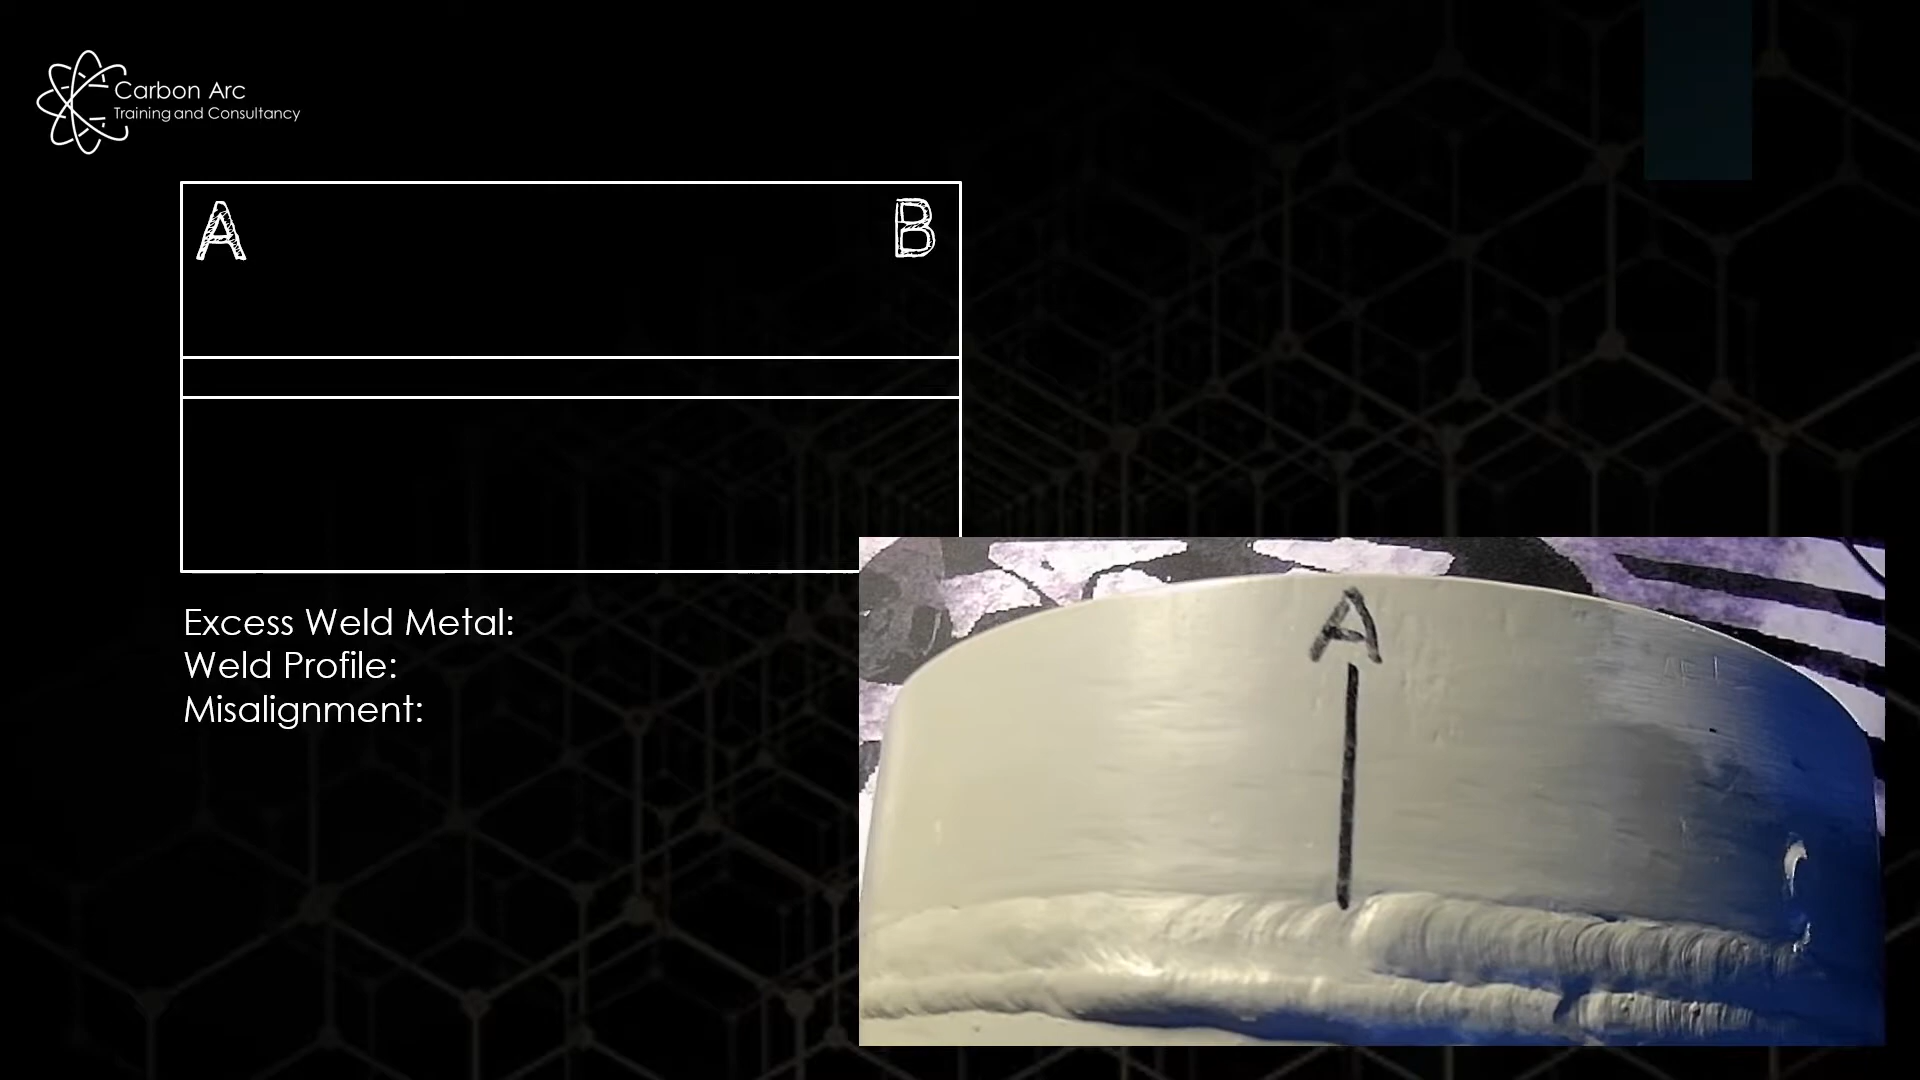 Carbon Arc
Training and Consultancy
A
B
Excess Weld Metal:
Weld Profile:
Misalignment:
A